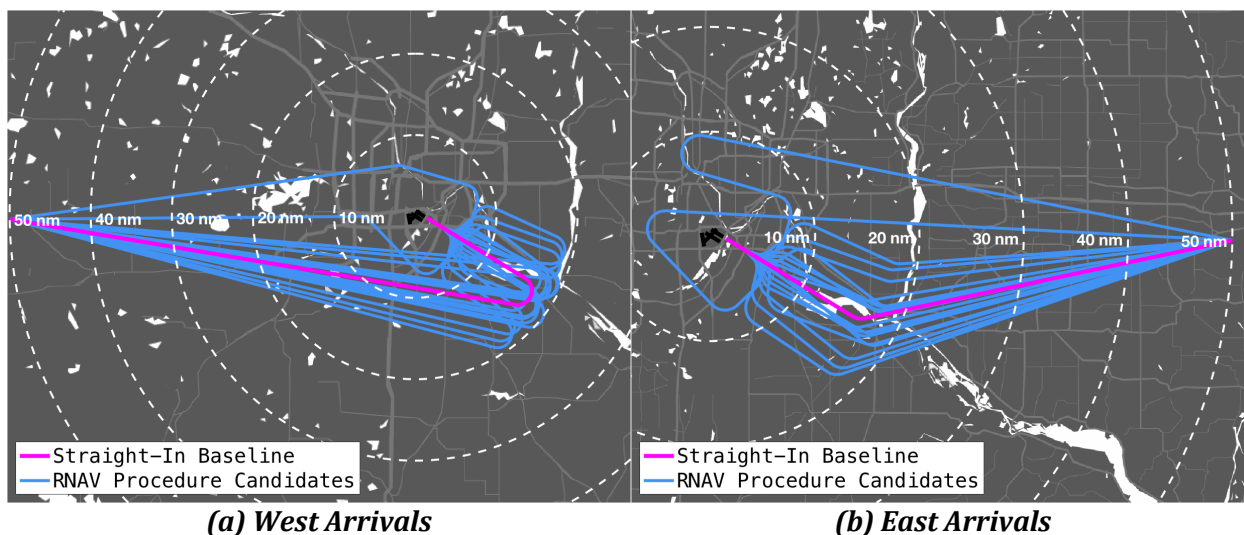 50 nm 40 nm 30 nm 20 nm 10 nm
10 nm 20 nm 30 nm 40 nm 50 nm
Straight-In Baseline
RNAV Procedure Candidates
Straight-In Baseline
RNAV Procedure Candidates
(a) West Arrivals
(b) East Arrivals